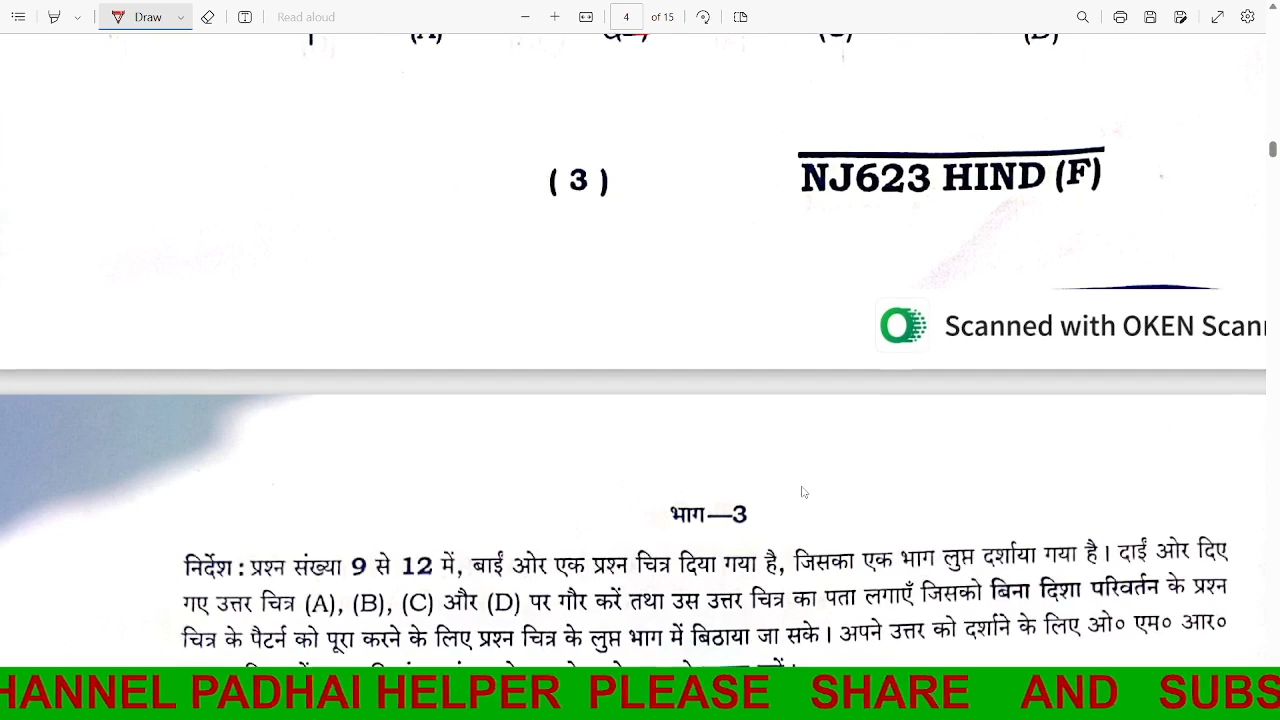 Draw
Read aloud
4
of 15
(A)
(C)
(D)
( 3 )
NJ623 HIND (F)
Scanned with OKEN Scann
भाग—3
निर्देश : प्रश्न संख्या 9 से 12 में, बाईं ओर एक प्रश्न चित्र दिया गया है, जिसका एक भाग लुप्त दर्शाया गया है। दाईं ओर दिए
गए उत्तर चित्र (A), (B), (C) और (D) पर गौर करें तथा उस उत्तर चित्र का पता लगाएँ जिसको बिना दिशा परिवर्तन के प्रश्न
चित्र के पैटर्न को पूरा करने के लिए प्रश्न चित्र के लुप्त भाग में बिठाया जा सके। अपने उत्तर को दर्शाने के लिए ओ० एम० आर०
HANNEL PADHAI HELPER PLEASE SHARE AND SUBS